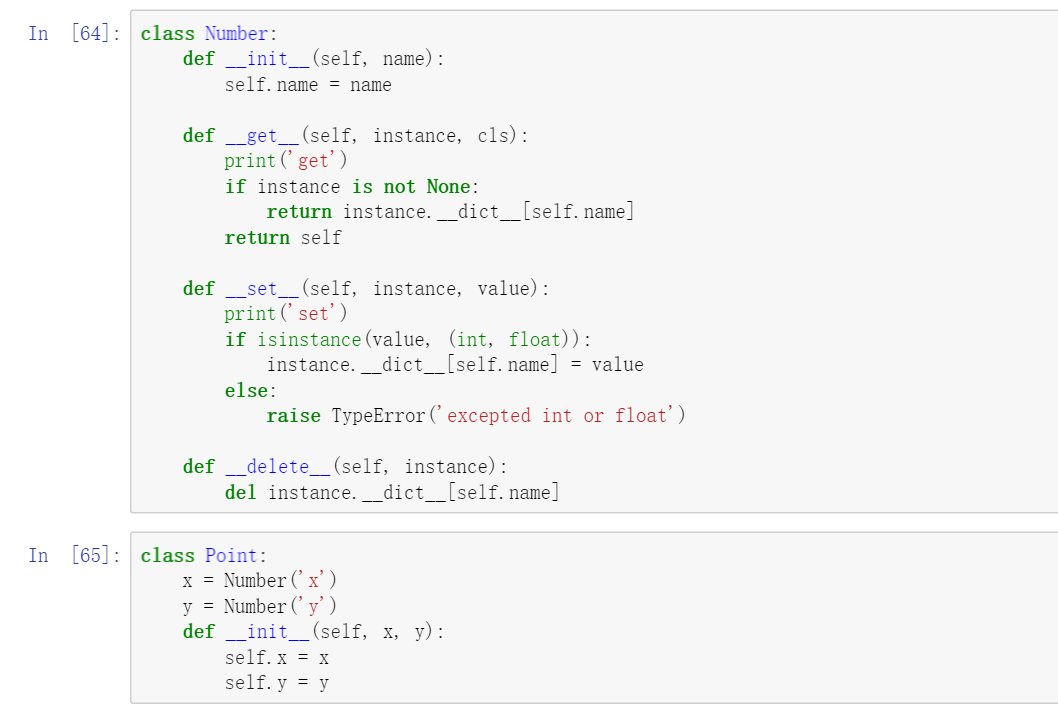 In [64]: class Number:
    def __init__(self, name):
        self.name = name

    def __get__(self, instance, cls):
        print('get')
        if instance is not None:
            return instance.__dict__[self.name]
        return self

    def __set__(self, instance, value):
        print('set')
        if isinstance(value, (int, float)):
            instance.__dict__[self.name] = value
        else:
            raise TypeError('excepted int or float')

    def __delete__(self, instance):
        del instance.__dict__[self.name]

In [65]: class Point:
    x = Number('x')
    y = Number('y')
    def __init__(self, x, y):
        self.x = x
        self.y = y